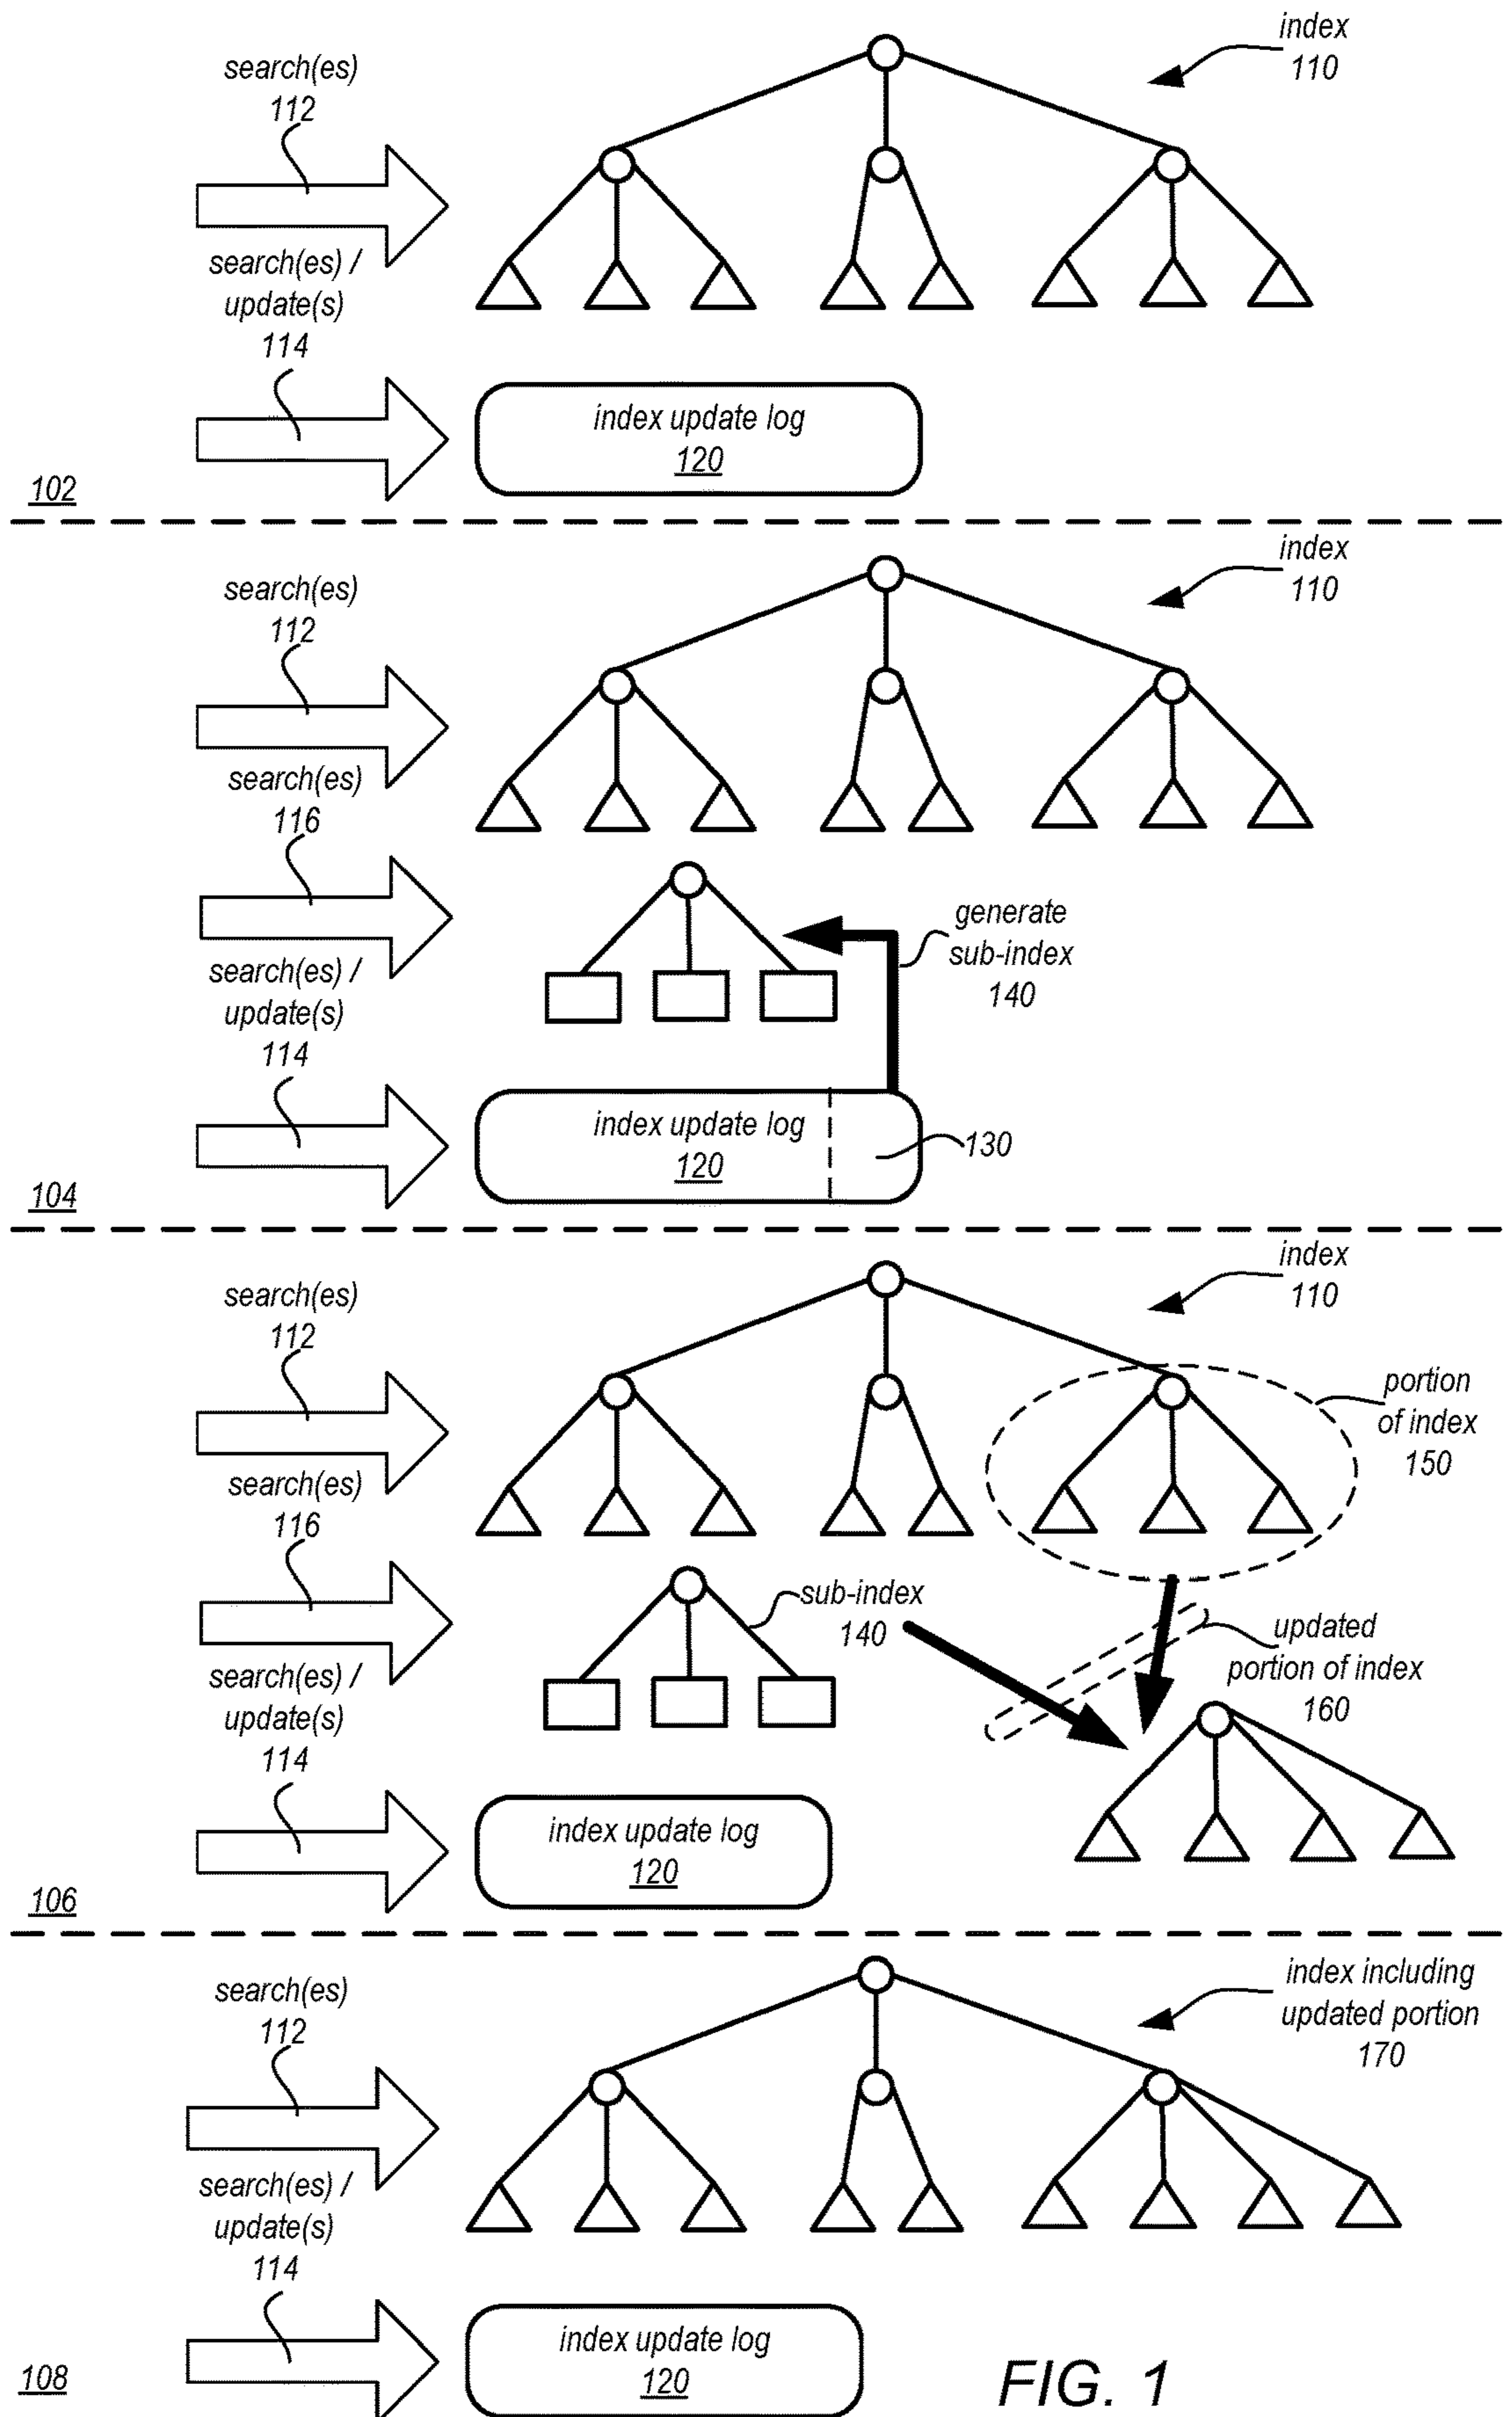 index
110
search(es)
112
search(es) /
update(s)
114
index update log
120
102
index
110
search(es)
112
search(es)
116
generate
sub-index
140
search(es) /
update(s)
114
index update log
120
130
104
index
110
search(es)
112
portion
of index
150
search(es)
116
sub-index
140
updated
portion of index
160
search(es) /
update(s)
114
index update log
120
106
index including
updated portion
170
search(es)
112
search(es) /
update(s)
114
index update log
120
108
FIG. 1